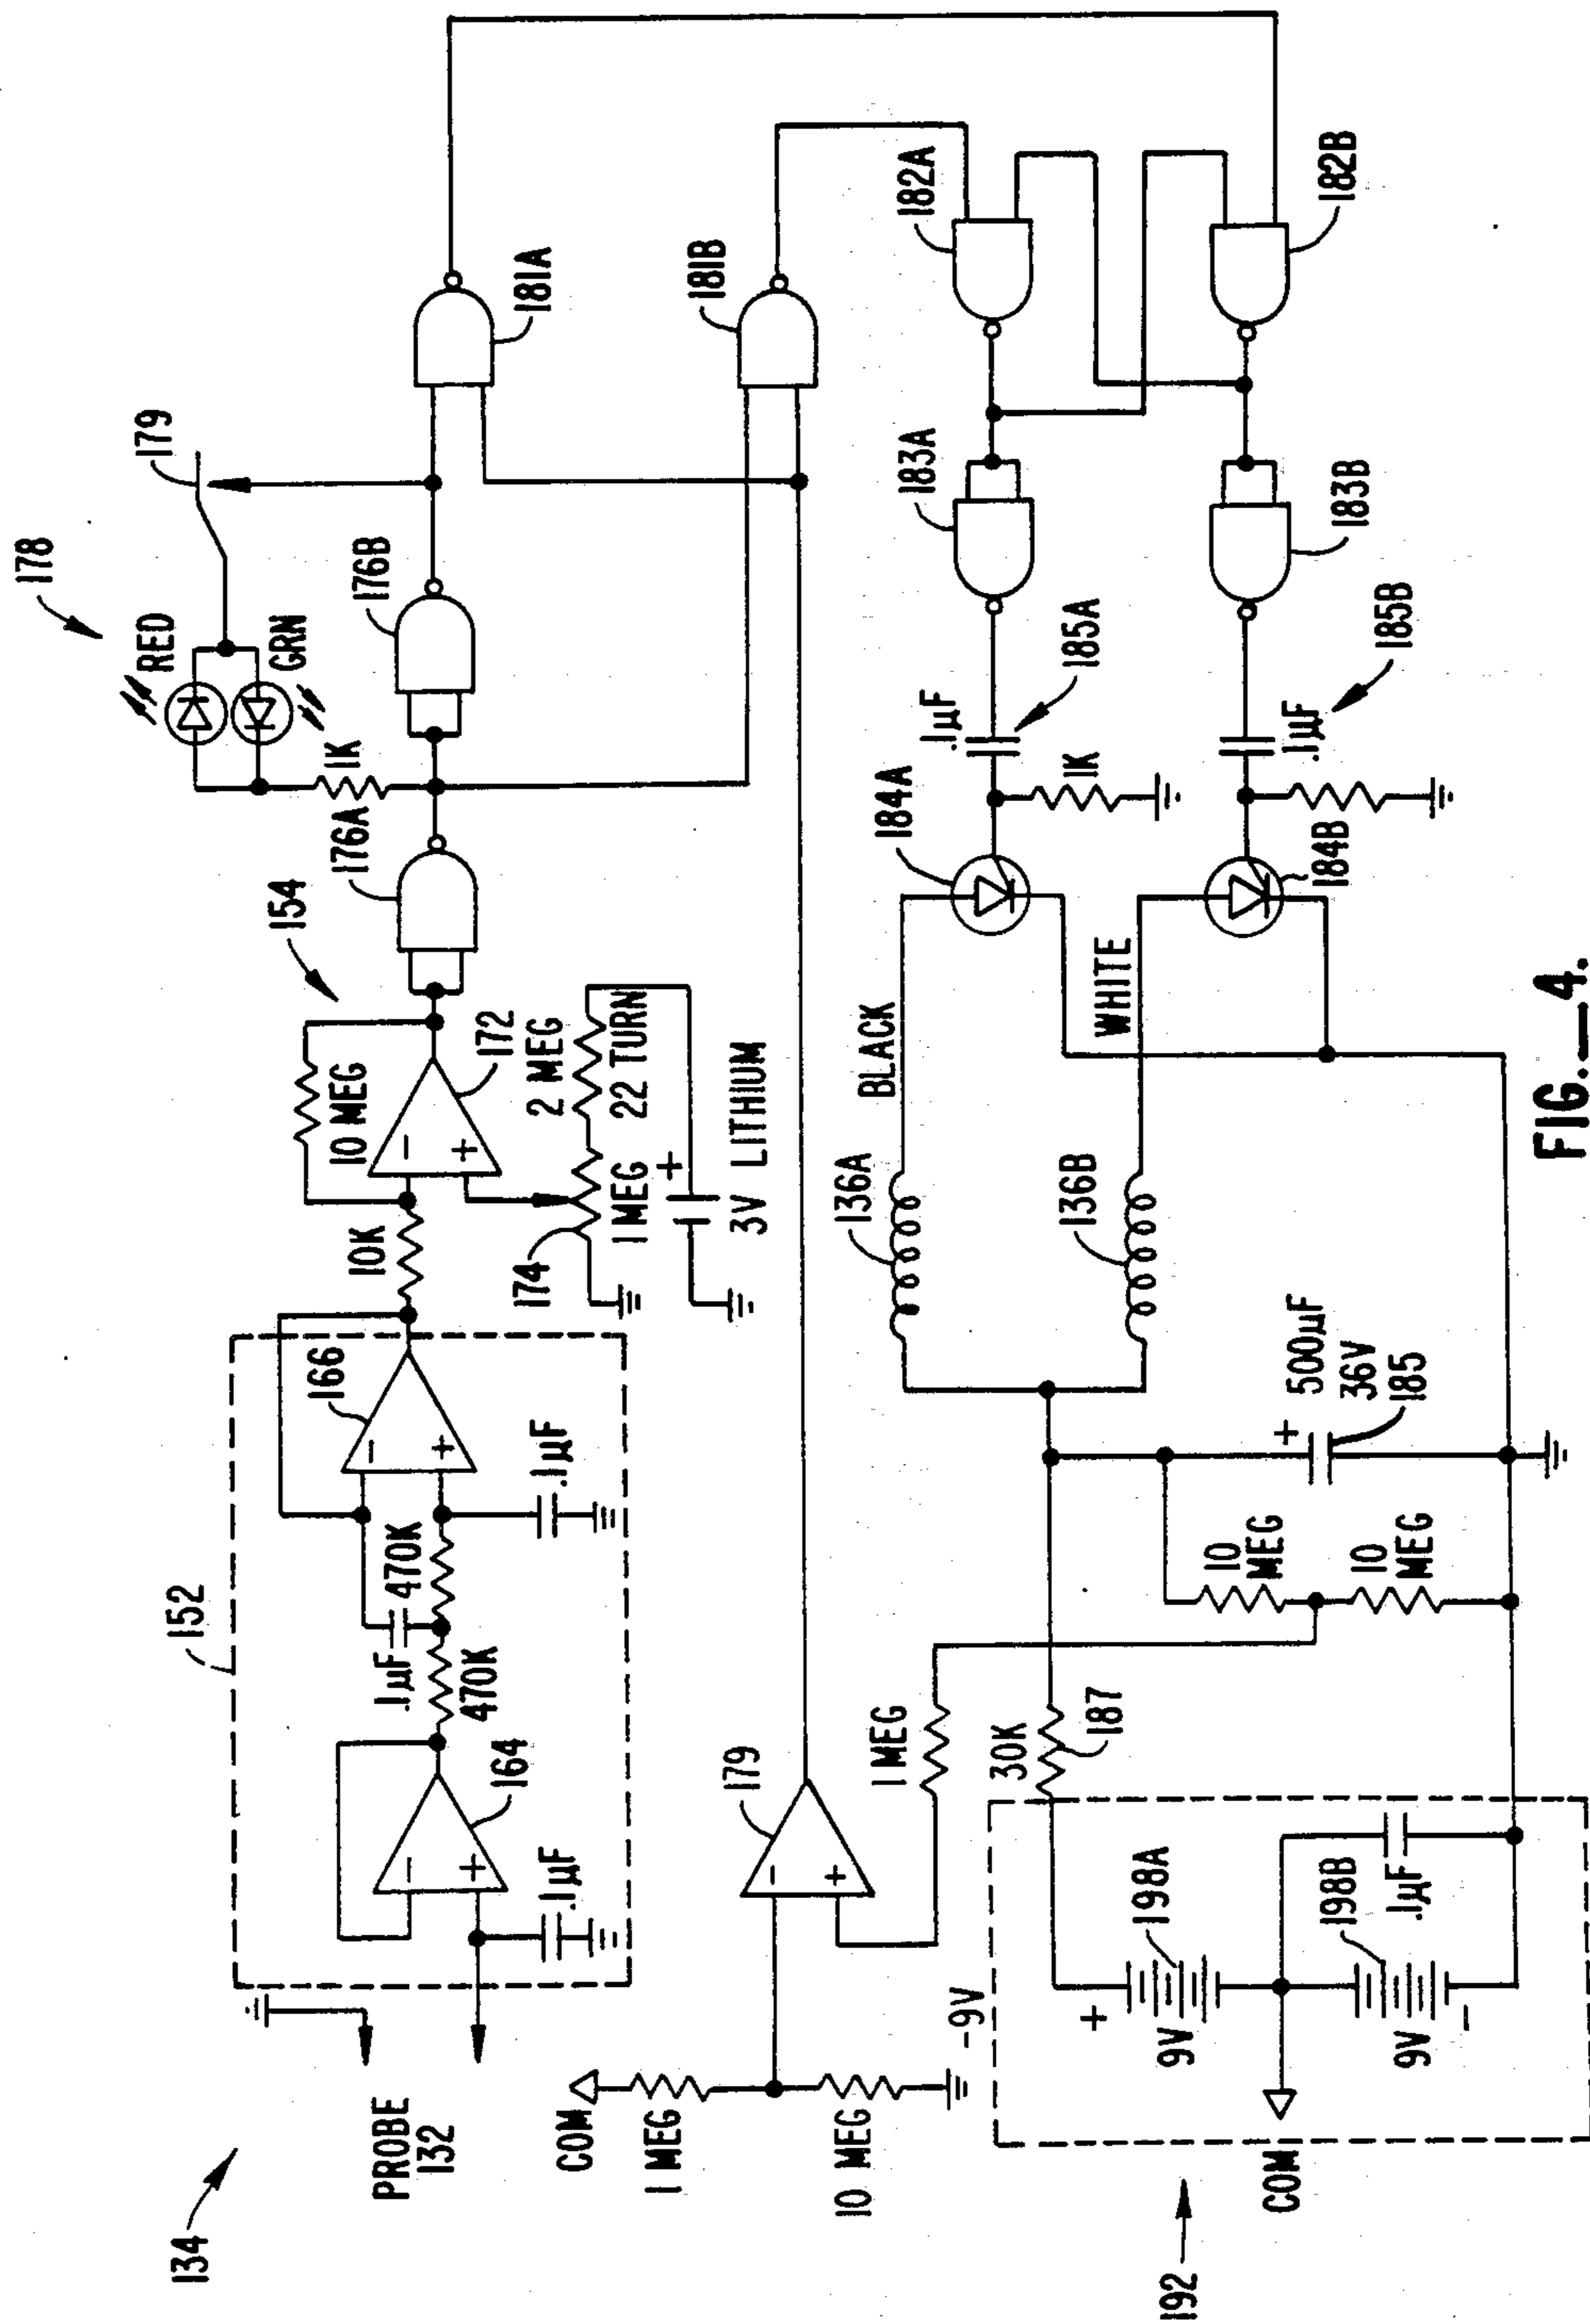 134
PROBE
132
152
.1µF
164
.1µF
470K
470K
166
.1µF
10K
10 MEG
172
154
174
1 MEG
2 MEG
22 TURN
+
3V LITHIUM
176A
1K
178
RED
GRN
179
176B
181A
181B
COM
1 MEG
10 MEG
-9V
179
1 MEG
30K
187
10
MEG
10
MEG
+
500µF
36V
185
136A
BLACK
136B
WHITE
184A
1K
.1µF
185A
183A
182A
184B
.1µF
185B
183B
182B
192
COM
+
9V
198A
9V
198B
-
.1µF
FIG._4.